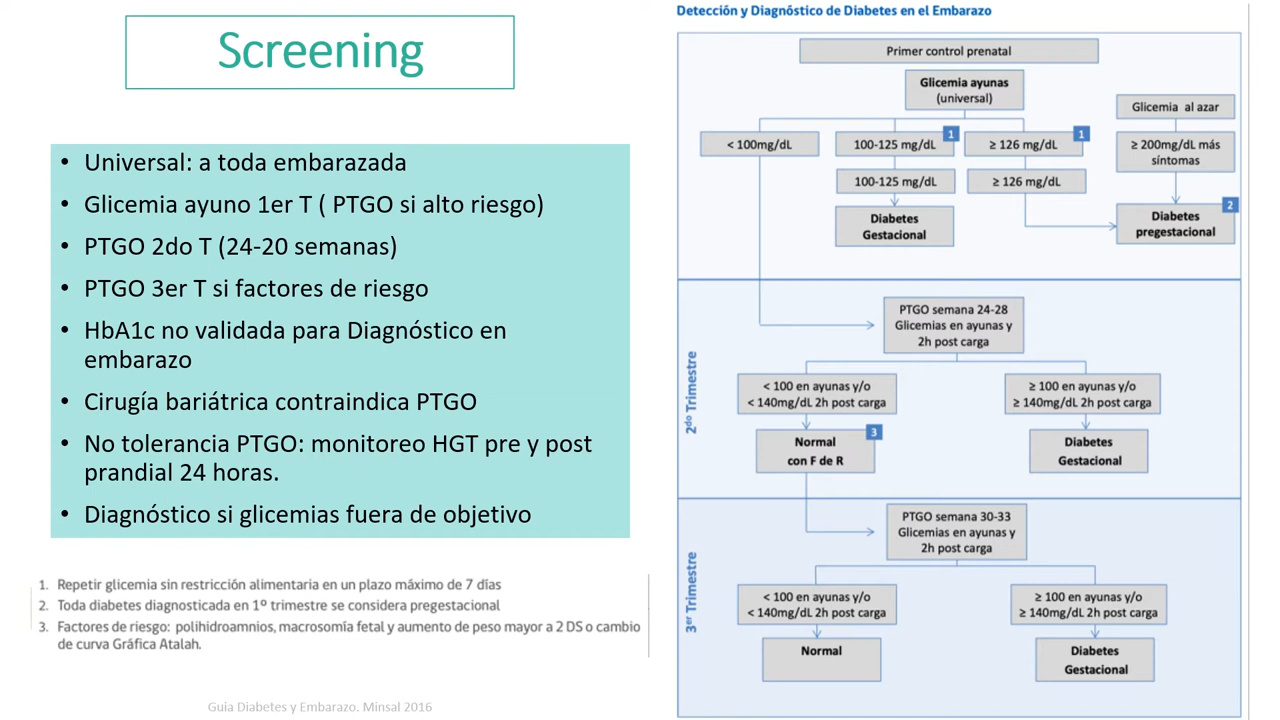 Screening
• Universal: a toda embarazada
• Glicemia ayuno 1er T ( PTGO si alto riesgo)
• PTGO 2do T (24-20 semanas)
• PTGO 3er T si factores de riesgo
• HbA1c no validada para Diagnóstico en
embarazo
• Cirugía bariátrica contraindica PTGO
• No tolerancia PTGO: monitoreo HGT pre y post
prandial 24 horas.
• Diagnóstico si glicemias fuera de objetivo
1. Repetir glicemia sin restricción alimentaria en un plazo máximo de 7 días
2. Toda diabetes diagnosticada en 1º trimestre se considera pregestacional
3. Factores de riesgo: polihidroamnios, macrosomía fetal y aumento de peso mayor a 2 DS o cambio
de curva Gráfica Atalah.
Guia Diabetes y Embarazo. Minsal 2016
Detección y Diagnóstico de Diabetes en el Embarazo
Primer control prenatal
Glicemia ayunas
(universal)
Glicemia al azar
< 100mg/dL
100-125 mg/dL
1
≥ 126 mg/dL
1
≥ 200mg/dL más
síntomas
100-125 mg/dL
≥ 126 mg/dL
Diabetes
Gestacional
Diabetes
pregestacional
2
2do Trimestre
PTGO semana 24-28
Glicemias en ayunas y
2h post carga
< 100 en ayunas y/o
< 140mg/dL 2h post carga
≥ 100 en ayunas y/o
≥ 140mg/dL 2h post carga
Normal
con F de R
3
Diabetes
Gestacional
3er Trimestre
PTGO semana 30-33
Glicemias en ayunas y
2h post carga
< 100 en ayunas y/o
< 140mg/dL 2h post carga
≥ 100 en ayunas y/o
≥ 140mg/dL 2h post carga
Normal
Diabetes
Gestacional